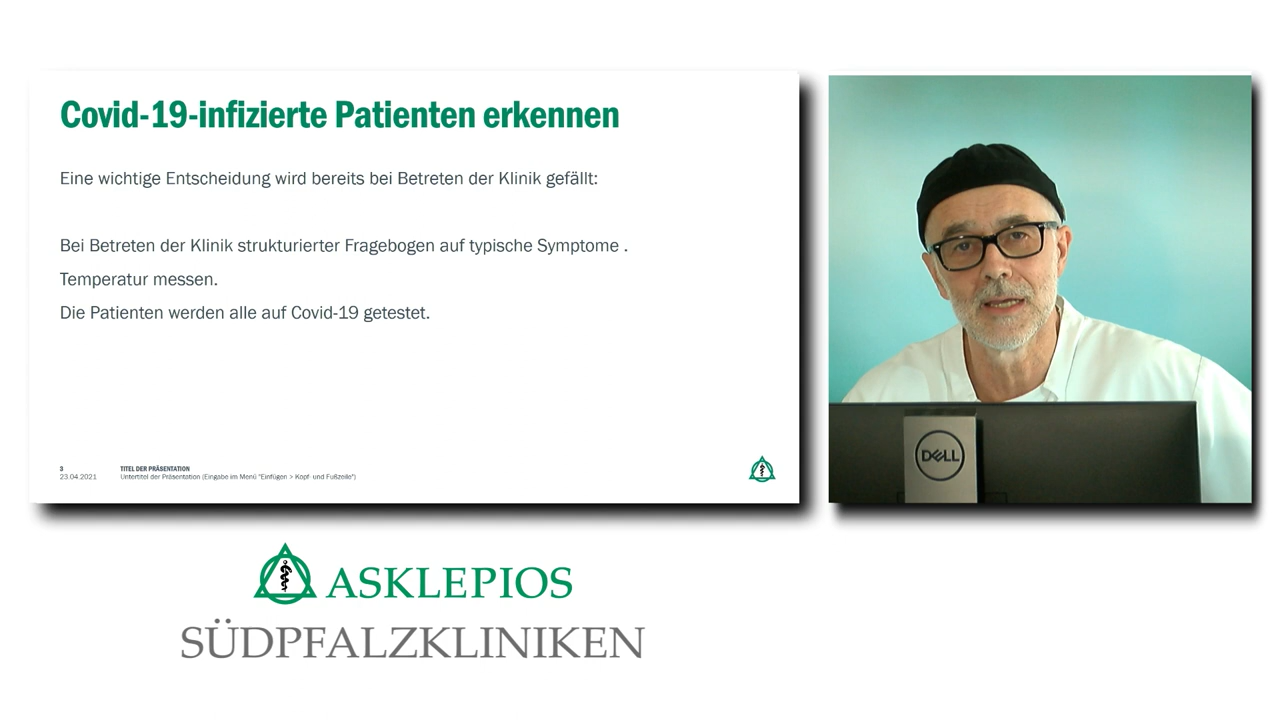 Covid-19-infizierte Patienten erkennen
Eine wichtige Entscheidung wird bereits bei Betreten der Klinik gefällt:
Bei Betreten der Klinik strukturierter Fragebogen auf typische Symptome .
Temperatur messen.
Die Patienten werden alle auf Covid-19 getestet.
3
TITEL DER PRÄSENTATION
23.04.2021
Untertitel der Präsentation (Eingabe im Menü "Einfügen > Kopf- und Fußzeile")
DELL
ASKLEPIOS
SÜDPFALZKLINIKEN